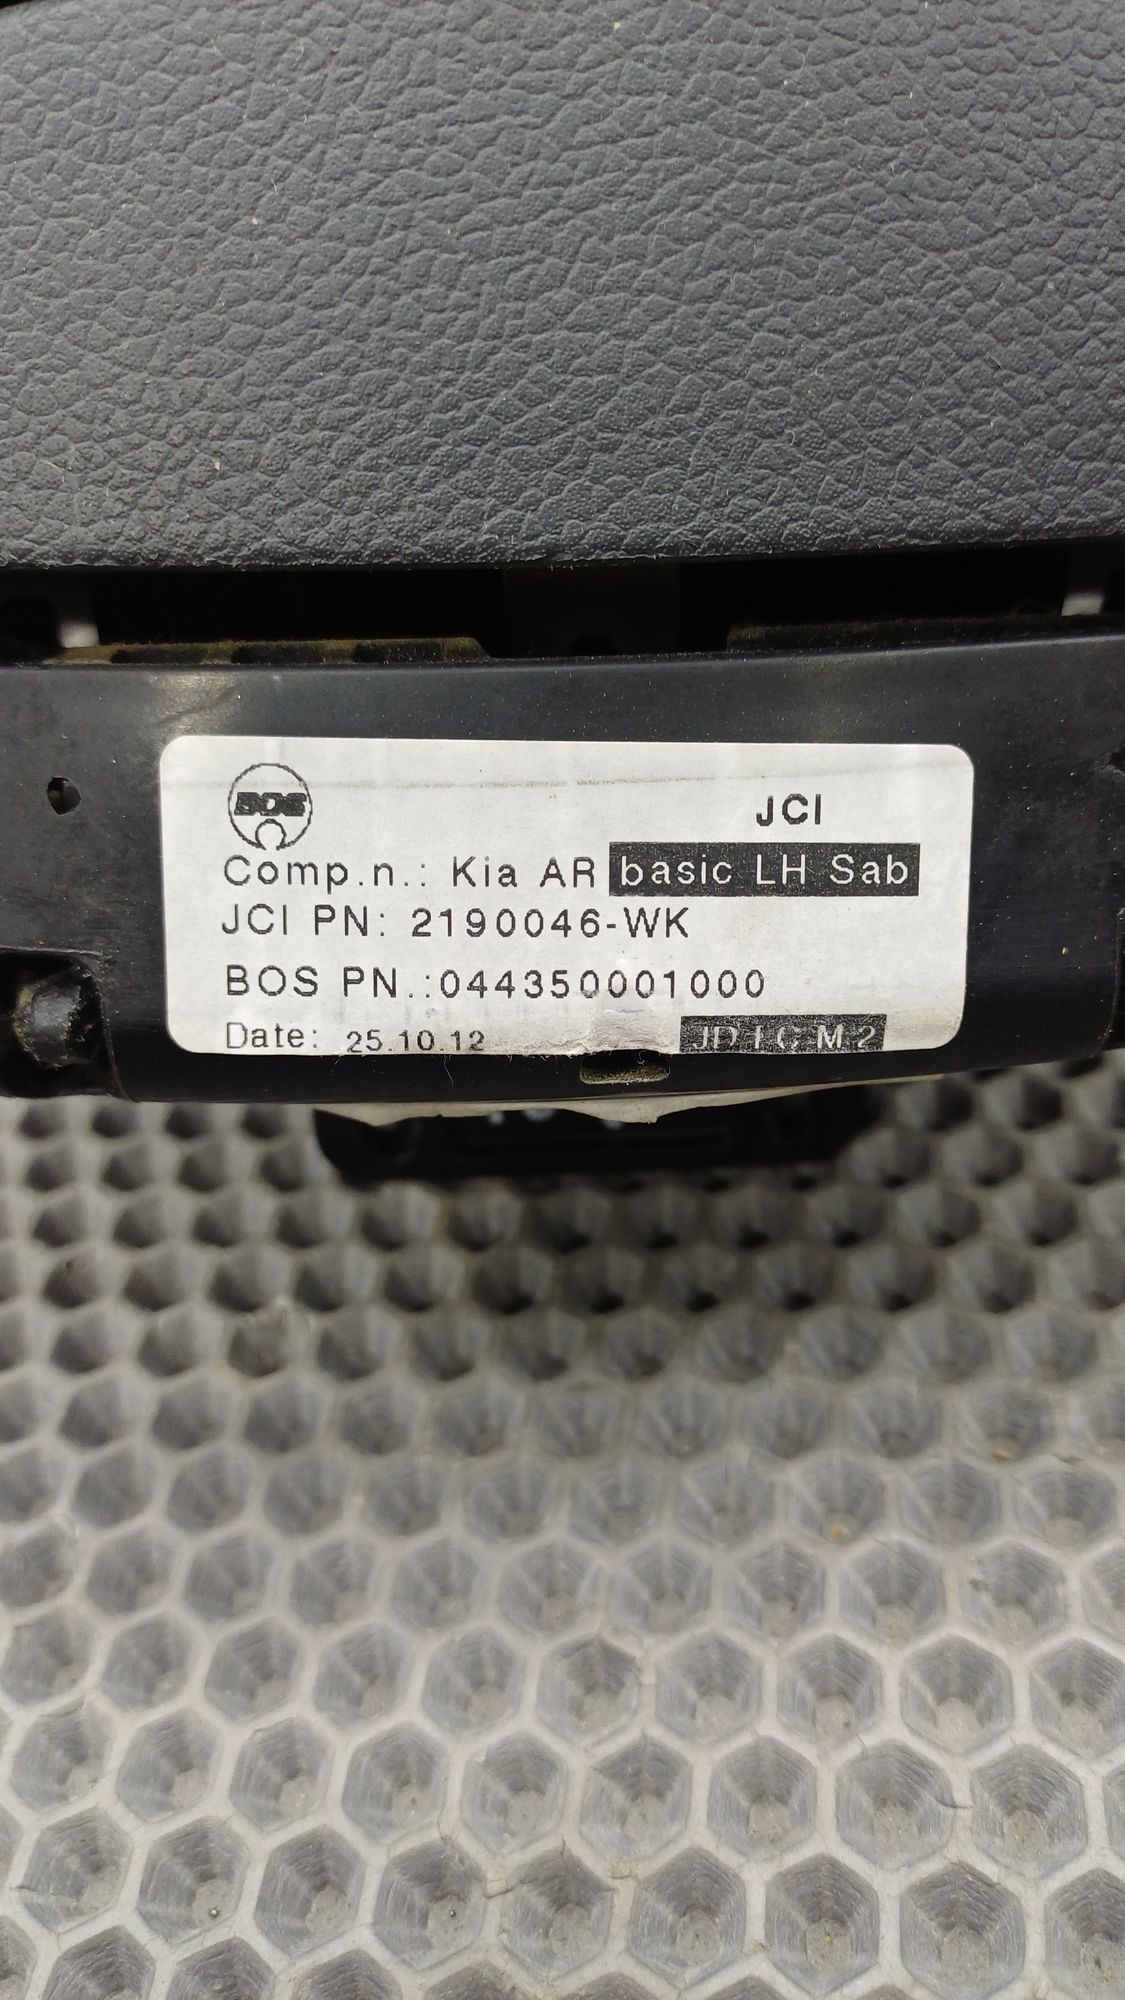 BOS
JCI
Comp.n.: Kia AR basic LH Sab
JCI PN: 2190046-WK
BOS PN.:044350001000
Date: 25.10.12